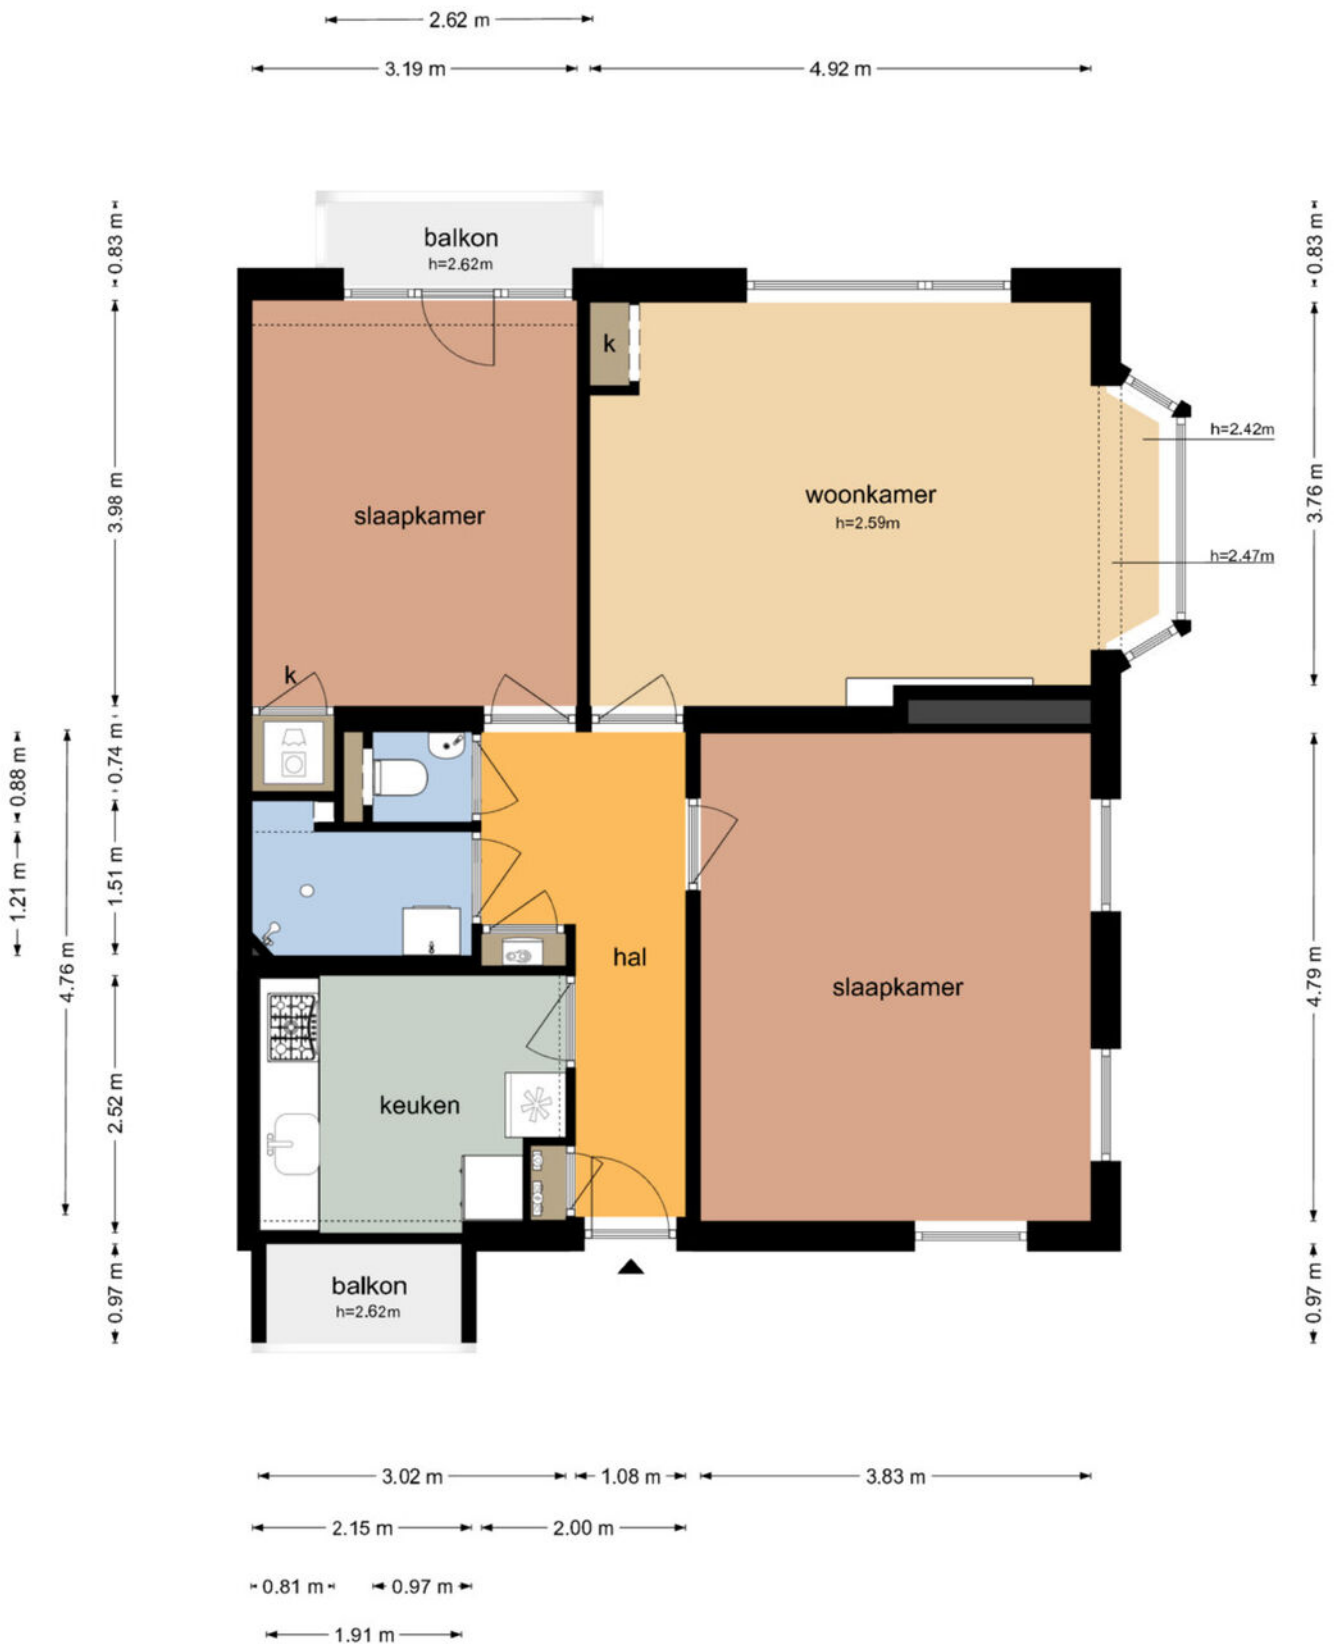 2.62 m
3.19 m
4.92 m
0.83 m
0.83 m
balkon
h=2.62m
k
h=2.42m
3.98 m
slaapkamer
woonkamer
h=2.59m
3.76 m
h=2.47m
k
0.74 m
0.88 m
1.51 m
1.21 m
4.76 m
hal
slaapkamer
4.79 m
2.52 m
keuken
0.97 m
balkon
h=2.62m
0.97 m
3.02 m
1.08 m
3.83 m
2.15 m
2.00 m
0.81 m
0.97 m
1.91 m